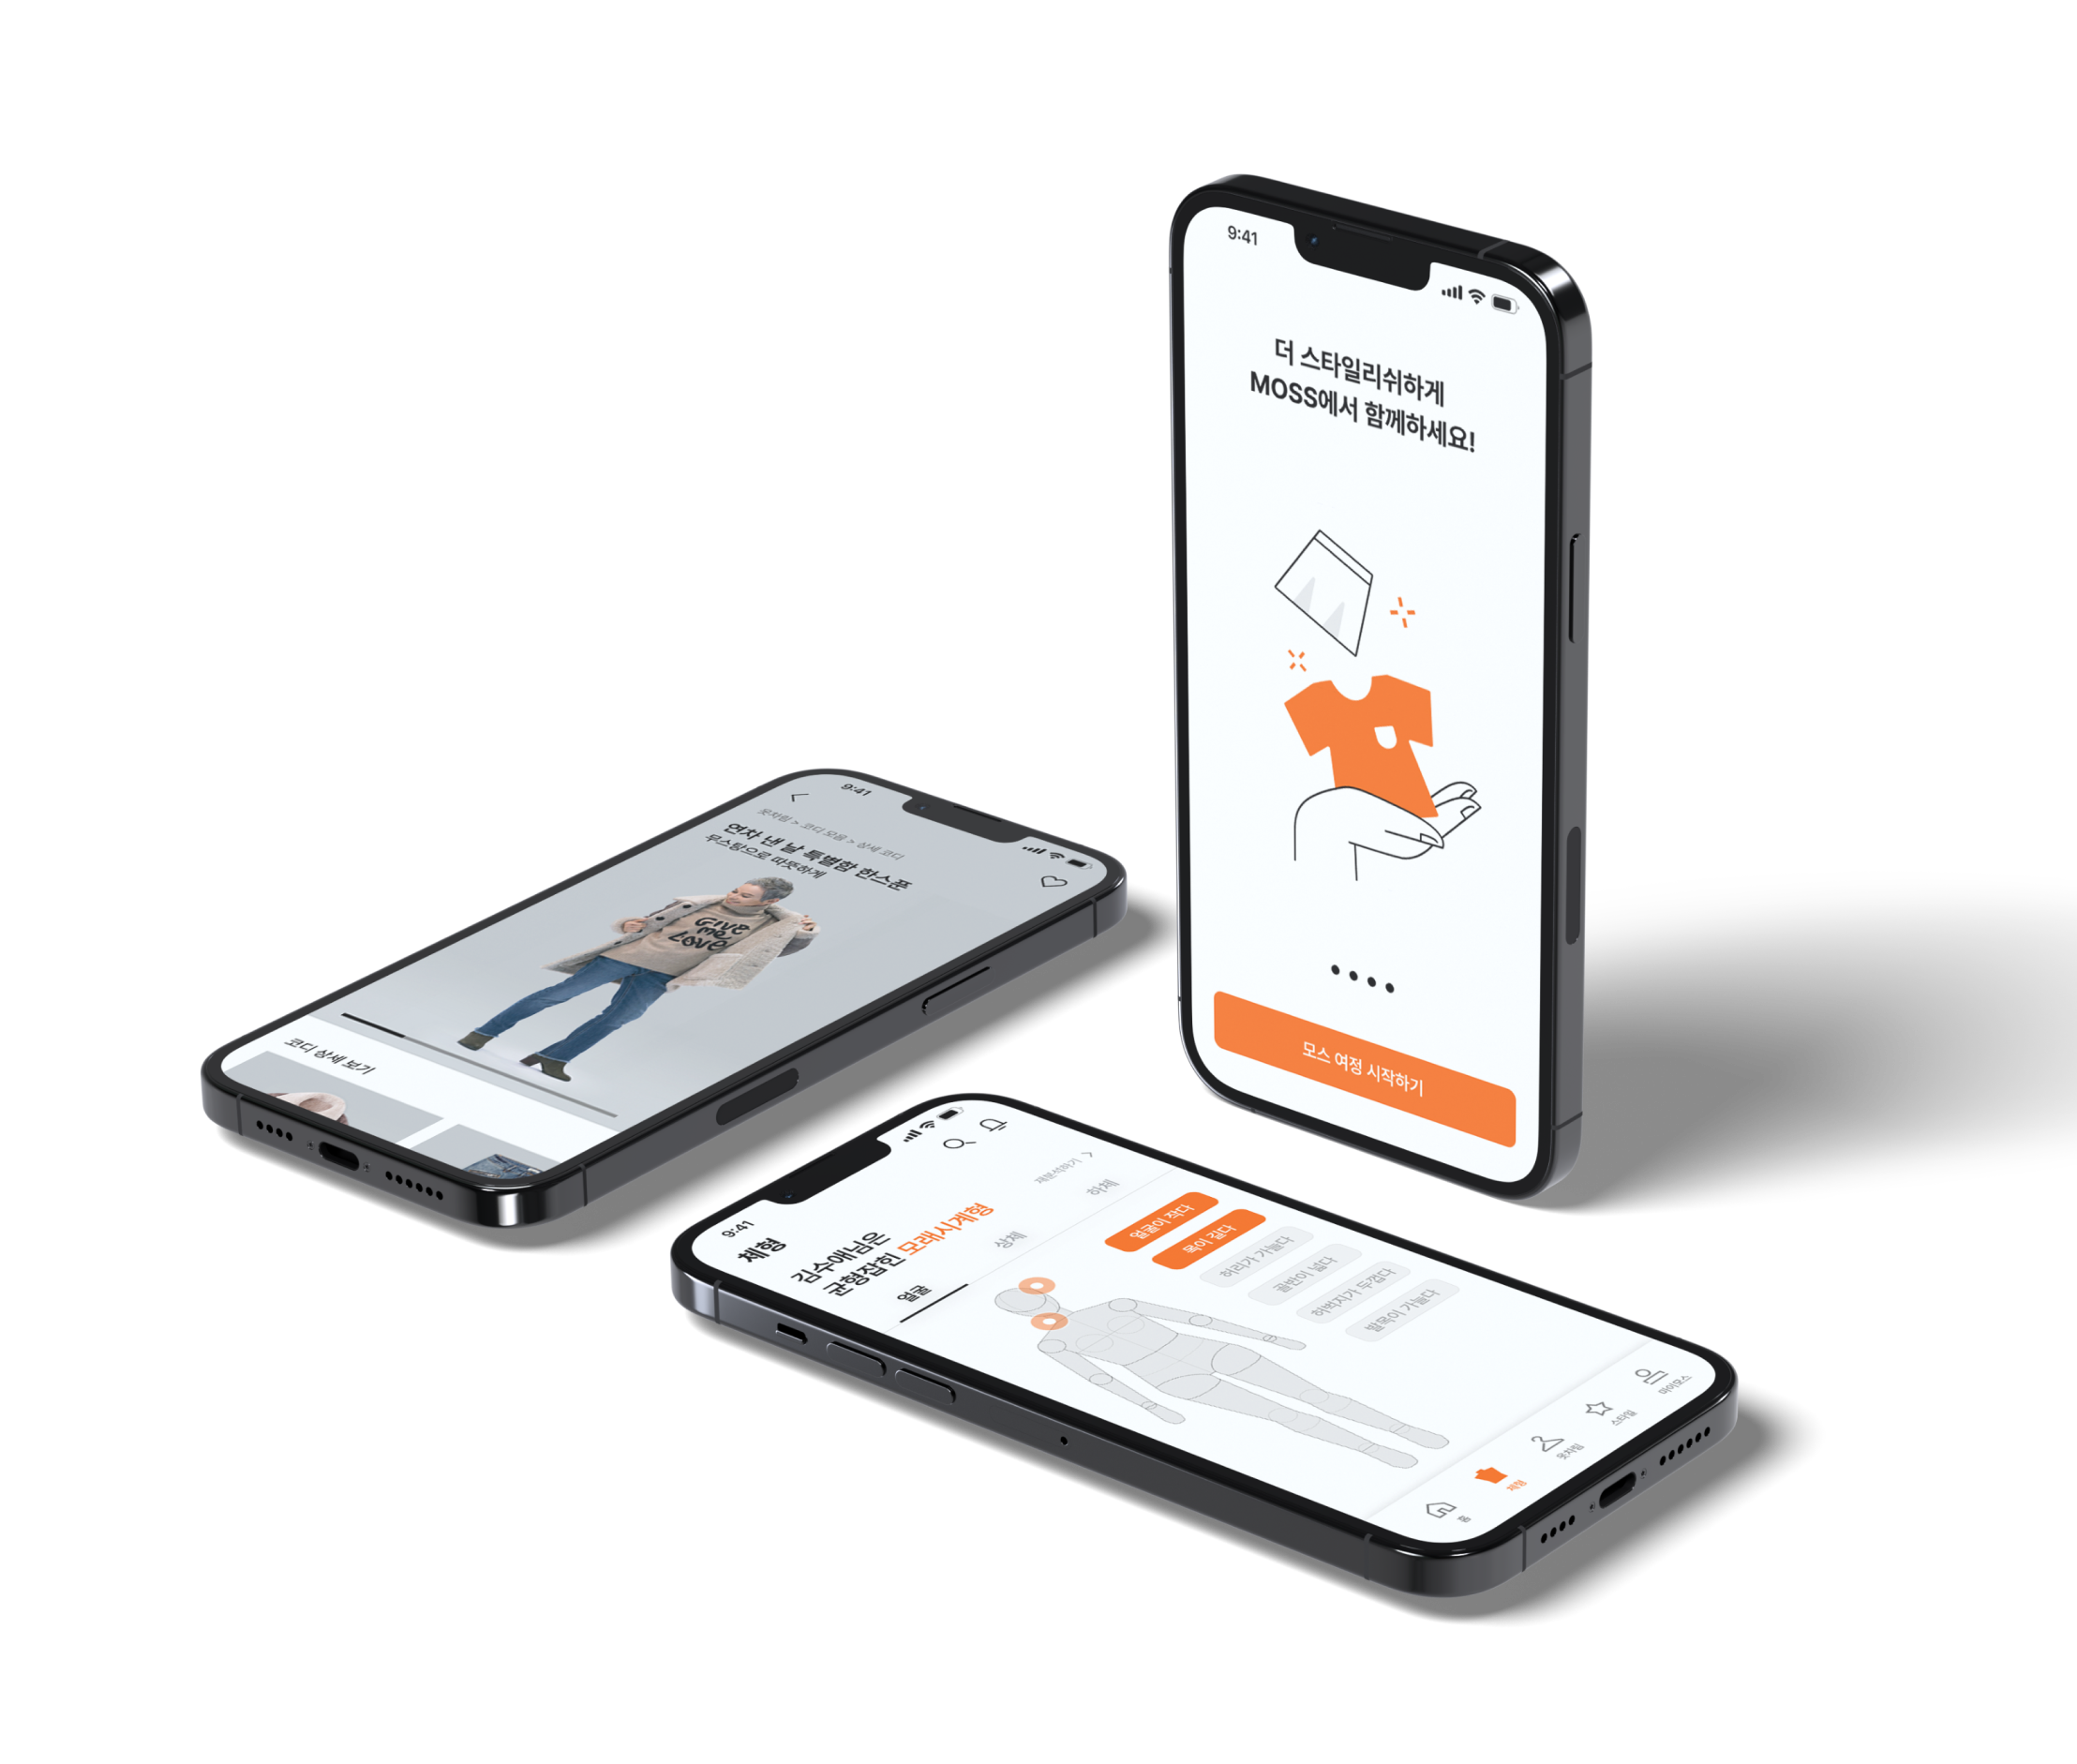 9:41
더 스타일리쉬하게
MOSS에서 함께하세요!
모스 여정 시작하기
9:41
옷차림 > 코디 모음 > 상세 코디
연차 낸 날 특별함 한스푼
무스탕으로 따뜻하게
GIVE
me
LOVE
코디 상세 보기
9:41
체형
김수애님은
균형잡힌 모래시계형
재분석하기 >
얼굴 상체 하체
얼굴이 작다
목이 길다
허리가 가늘다
골반이 넓다
허벅지가 두껍다
발목이 가늘다
홈 체형 옷차림 스타일 마이모스